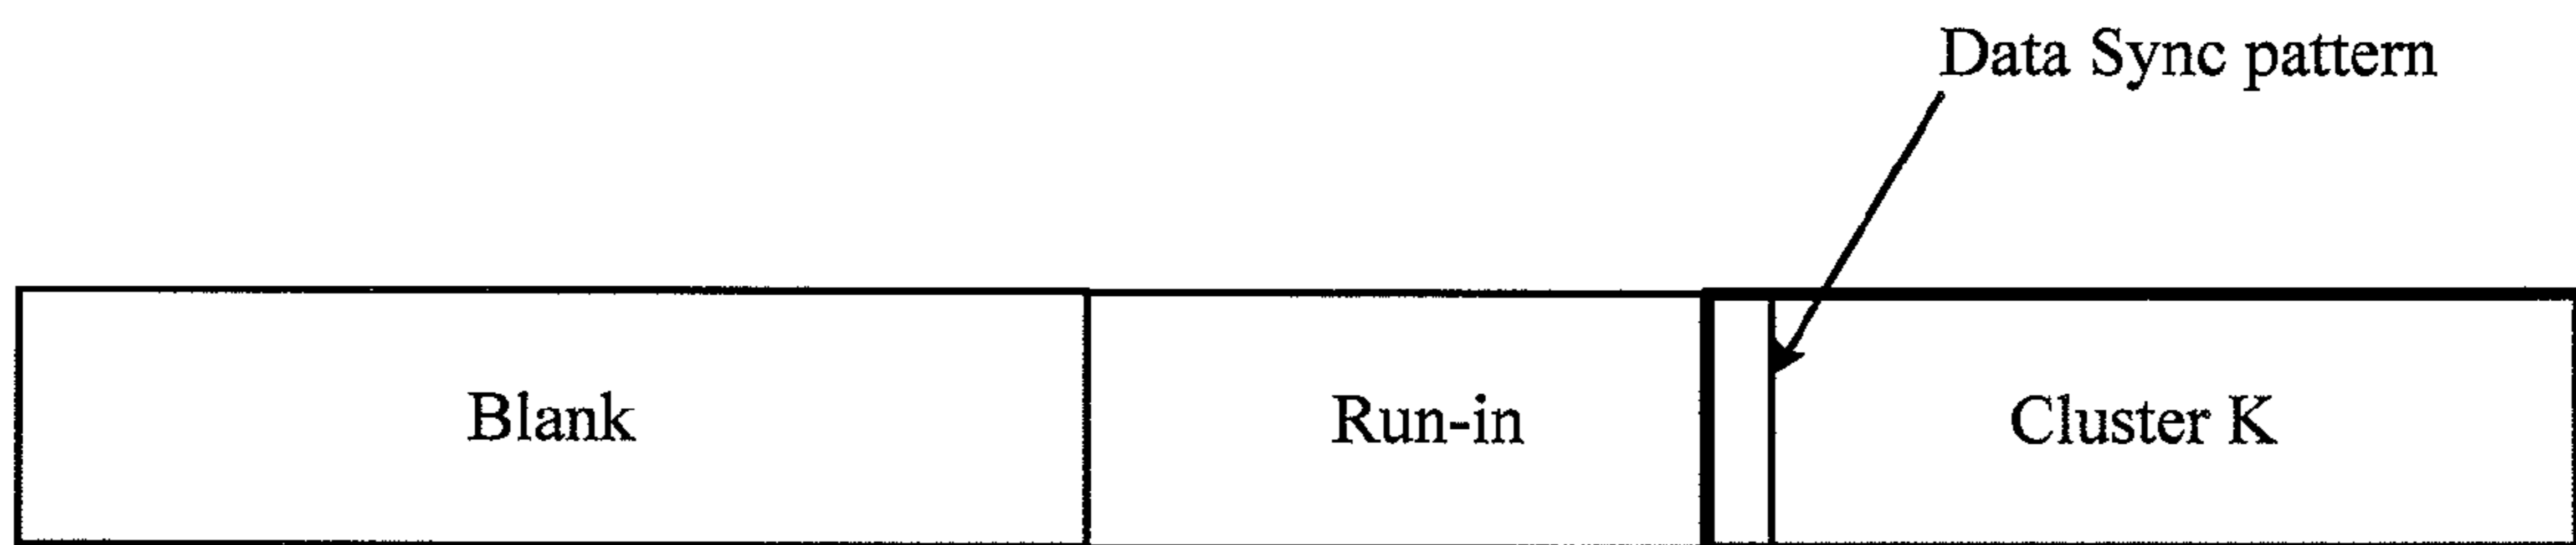 Data Sync pattern
Blank
Run-in
Cluster K